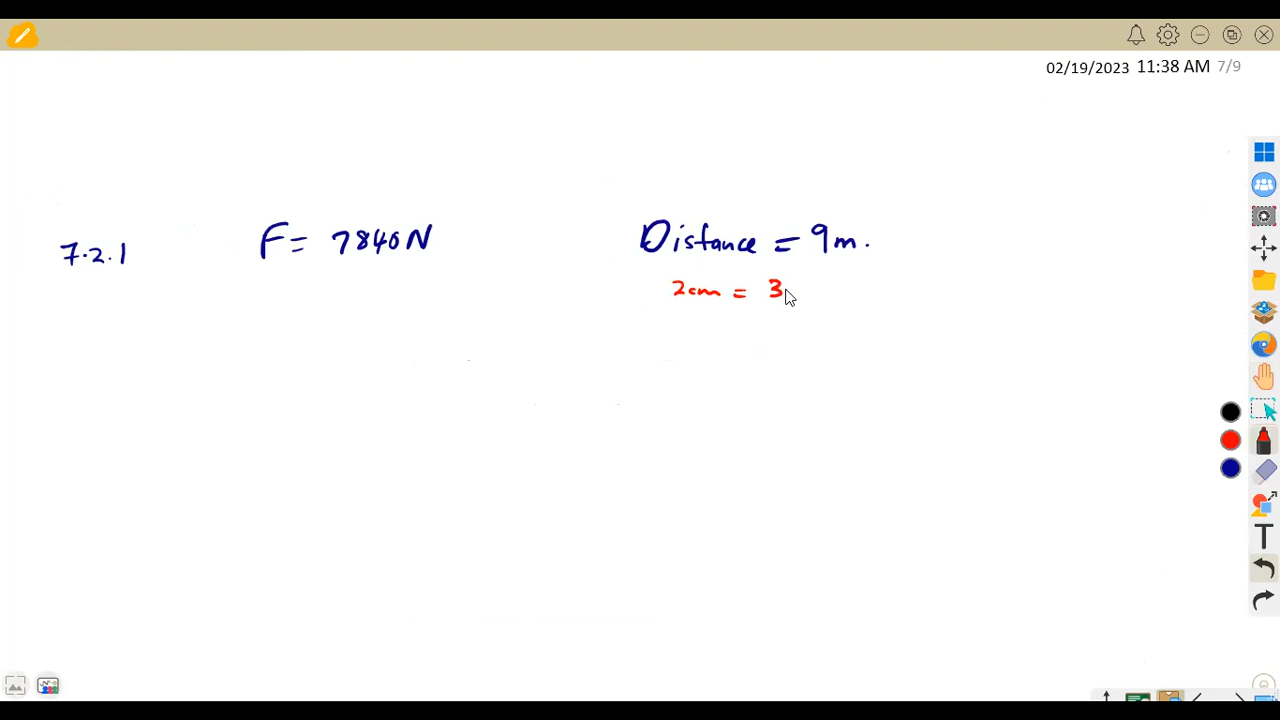 02/19/2023 11:38 AM 7/9
7.2.1 F = 7840N Distance = 9m.
2cm = 3
T